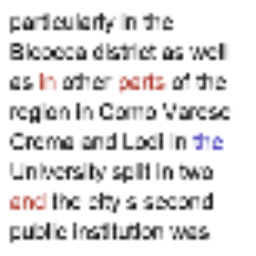 particularly in the
Bicocca district as well
as in other parts of the
region in Como Varese
Crema and Lodi In the
University split in two
and the city s second
public institution was